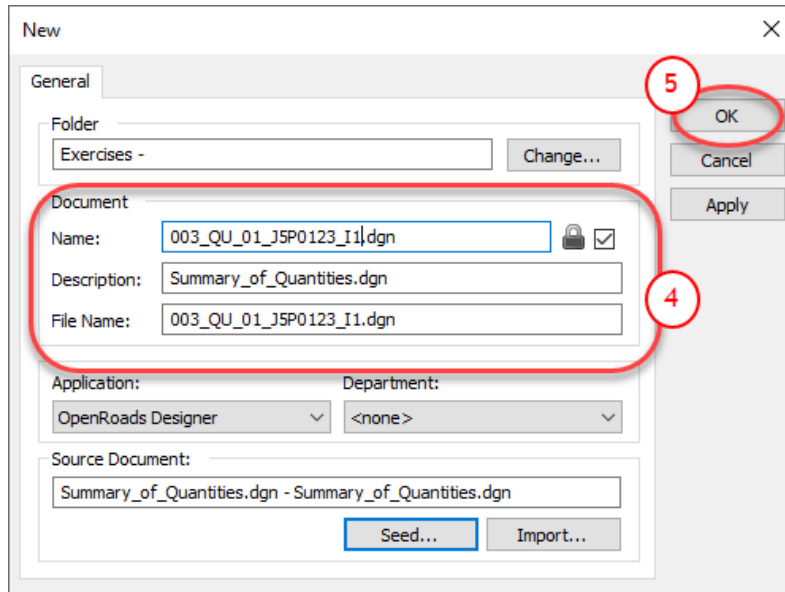 New
General
5
OK
Folder
Exercises -
Change...
Cancel
Document
Apply
Name:
003_QU_01_J5P0123_I1.dgn
Description:
Summary_of_Quantities.dgn
4
File Name:
003_QU_01_J5P0123_I1.dgn
Application:
Department:
OpenRoads Designer
<none>
Source Document:
Summary_of_Quantities.dgn - Summary_of_Quantities.dgn
Seed...
Import...